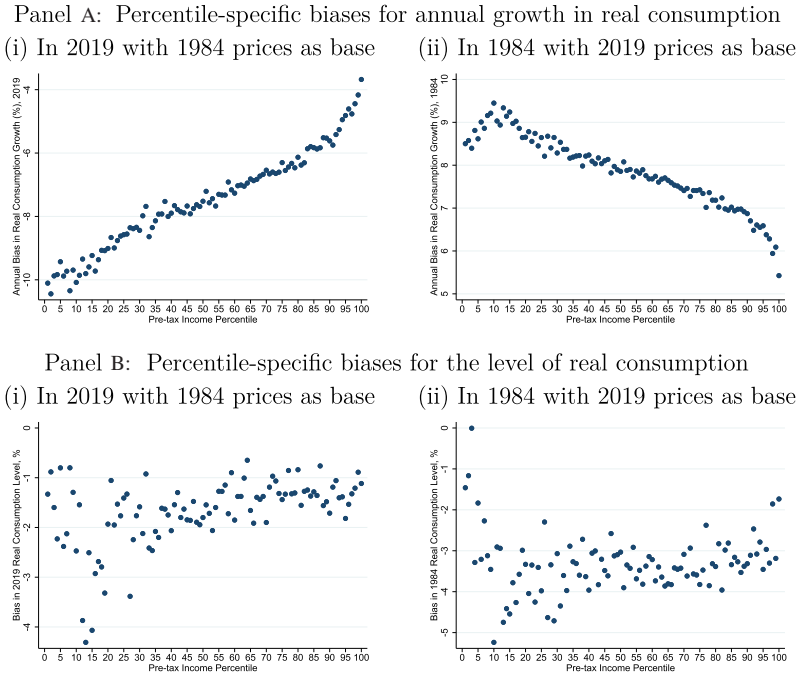 Panel A: Percentile-specific biases for annual growth in real consumption
(i) In 2019 with 1984 prices as base
(ii) In 1984 with 2019 prices as base
Annual Bias in Real Consumption Growth (%), 2019
-4
-6
-8
-10
0 5 10 15 20 25 30 35 40 45 50 55 60 65 70 75 80 85 90 95 100
Pre-tax Income Percentile
Annual Bias in Real Consumption Growth (%), 1984
10
9
8
7
6
5
0 5 10 15 20 25 30 35 40 45 50 55 60 65 70 75 80 85 90 95 100
Pre-tax Income Percentile
Panel B: Percentile-specific biases for the level of real consumption
(i) In 2019 with 1984 prices as base
(ii) In 1984 with 2019 prices as base
Bias in 2019 Real Consumption Level, %
0
-1
-2
-3
-4
0 5 10 15 20 25 30 35 40 45 50 55 60 65 70 75 80 85 90 95 100
Pre-tax Income Percentile
Bias in 1984 Real Consumption Level, %
0
-1
-2
-3
-4
-5
0 5 10 15 20 25 30 35 40 45 50 55 60 65 70 75 80 85 90 95 100
Pre-tax Income Percentile